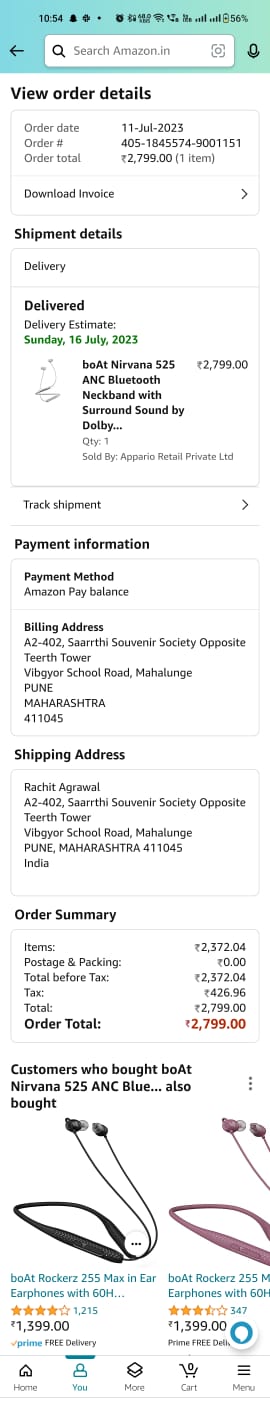 10:54
56%
Search Amazon.in
View order details
Order date 11-Jul-2023
Order # 405-1845574-9001151
Order total ₹2,799.00 (1 item)
Download Invoice
Shipment details
Delivery
Delivered
Delivery Estimate:
Sunday, 16 July, 2023
boAt Nirvana 525 ₹2,799.00
ANC Bluetooth
Neckband with
Surround Sound by
Dolby...
Qty: 1
Sold By: Appario Retail Private Ltd
Track shipment
Payment information
Payment Method
Amazon Pay balance
Billing Address
A2-402, Saarrthi Souvenir Society Opposite
Teerth Tower
Vibgyor School Road, Mahalunge
PUNE
MAHARASHTRA
411045
Shipping Address
Rachit Agrawal
A2-402, Saarrthi Souvenir Society Opposite
Teerth Tower
Vibgyor School Road, Mahalunge
PUNE, MAHARASHTRA 411045
India
Order Summary
Items: ₹2,372.04
Postage & Packing: ₹0.00
Total before Tax: ₹2,372.04
Tax: ₹426.96
Total: ₹2,799.00
Order Total: ₹2,799.00
Customers who bought boAt
Nirvana 525 ANC Blue... also
bought
boAt Rockerz 255 Max in Ear
Earphones with 60H...
1,215
₹1,399.00
prime FREE Delivery
boAt Rockerz 255 M
Earphones with 60H
347
₹1,399.00
Prime FREE Deli
Home You More 0 Cart Menu